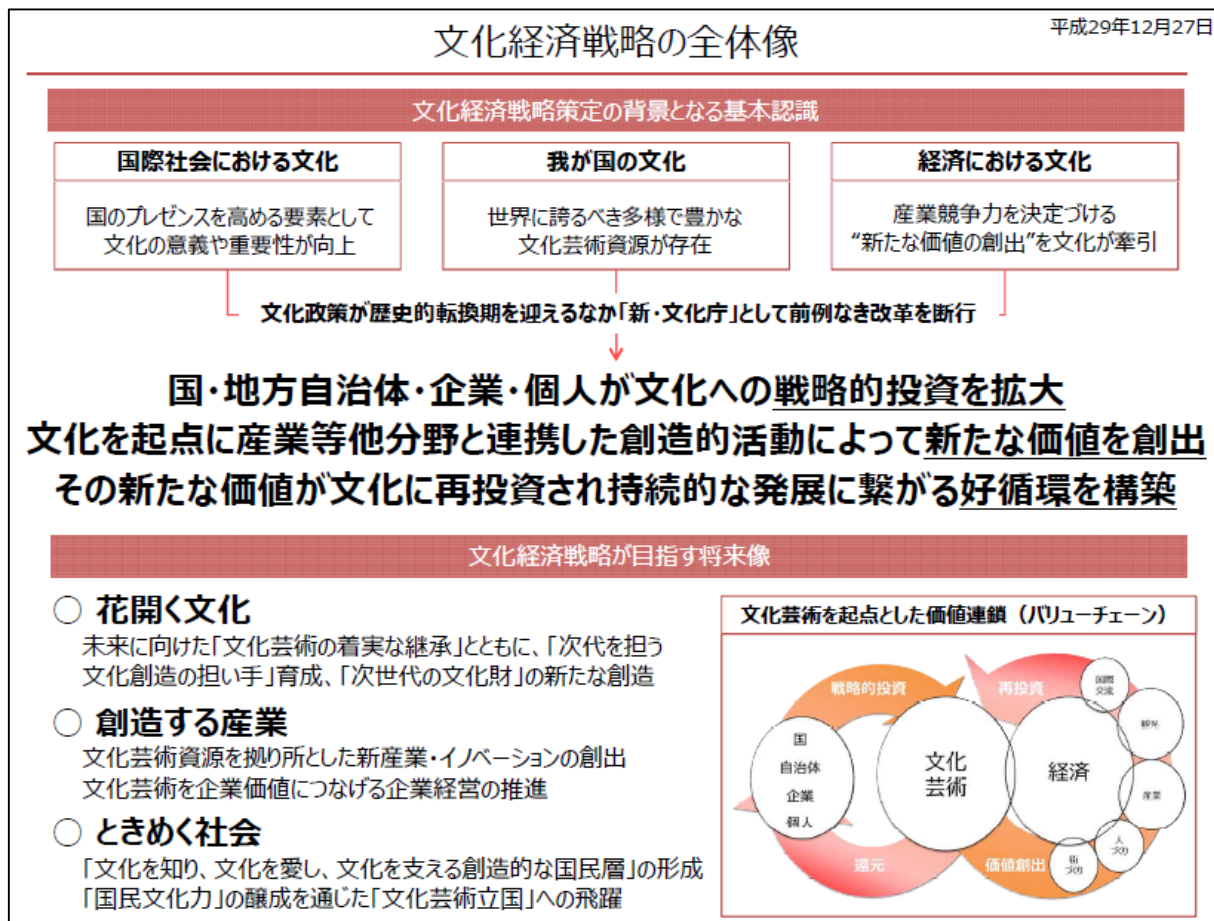 平成29年12月27日
文化経済戦略の全体像
文化経済戦略策定の背景となる基本認識
国際社会における文化
国のプレゼンスを高める要素として
文化の意義や重要性が向上
我が国の文化
世界に誇るべき多様で豊かな
文化芸術資源が存在
経済における文化
産業競争力を決定づける
“新たな価値の創出”を文化が牽引
文化政策が歴史的転換期を迎えるなか「新・文化庁」として前例なき改革を断行
国・地方自治体・企業・個人が文化への戦略的投資を拡大
文化を起点に産業等他分野と連携した創造的活動によって新たな価値を創出
その新たな価値が文化に再投資され持続的な発展に繋がる好循環を構築
文化経済戦略が目指す将来像
○ 花開く文化
未来に向けた「文化芸術の着実な継承」とともに、「次代を担う
文化創造の担い手」育成、「次世代の文化財」の新たな創造
○ 創造する産業
文化芸術資源を拠り所とした新産業・イノベーションの創出
文化芸術を企業価値につなげる企業経営の推進
○ ときめく社会
「文化を知り、文化を愛し、文化を支える創造的な国民層」の形成
「国民文化力」の醸成を通じた「文化芸術立国」への飛躍
文化芸術を起点とした価値連鎖（バリューチェーン）
戦略的投資
再投資
国際
交流
観光
国
自治体
企業
個人
文化
芸術
経済
産業
人
づくり
街
づくり
還元
価値創出